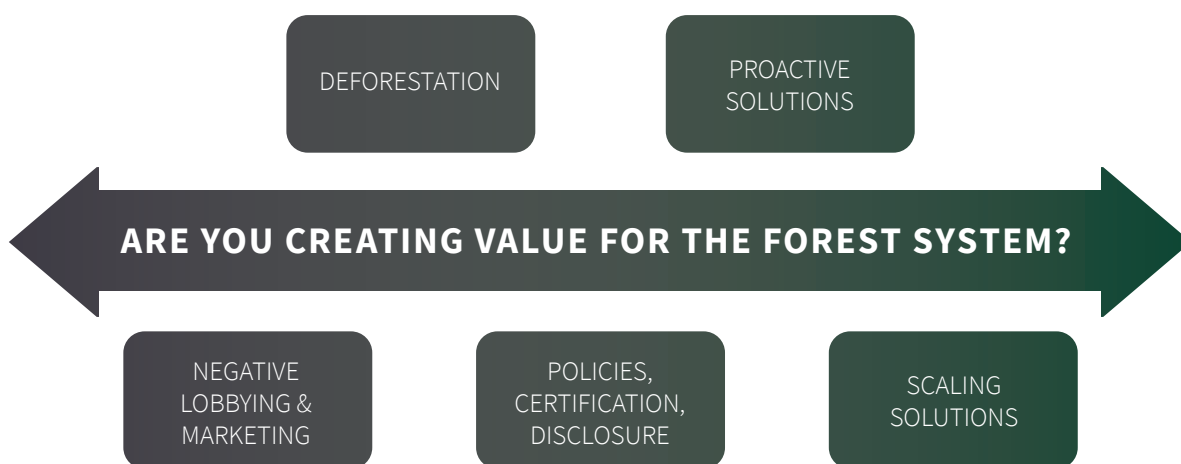 DEFORESTATION
PROACTIVE
SOLUTIONS
ARE YOU CREATING VALUE FOR THE FOREST SYSTEM?
NEGATIVE
LOBBYING &
MARKETING
POLICIES,
CERTIFICATION,
DISCLOSURE
SCALING
SOLUTIONS